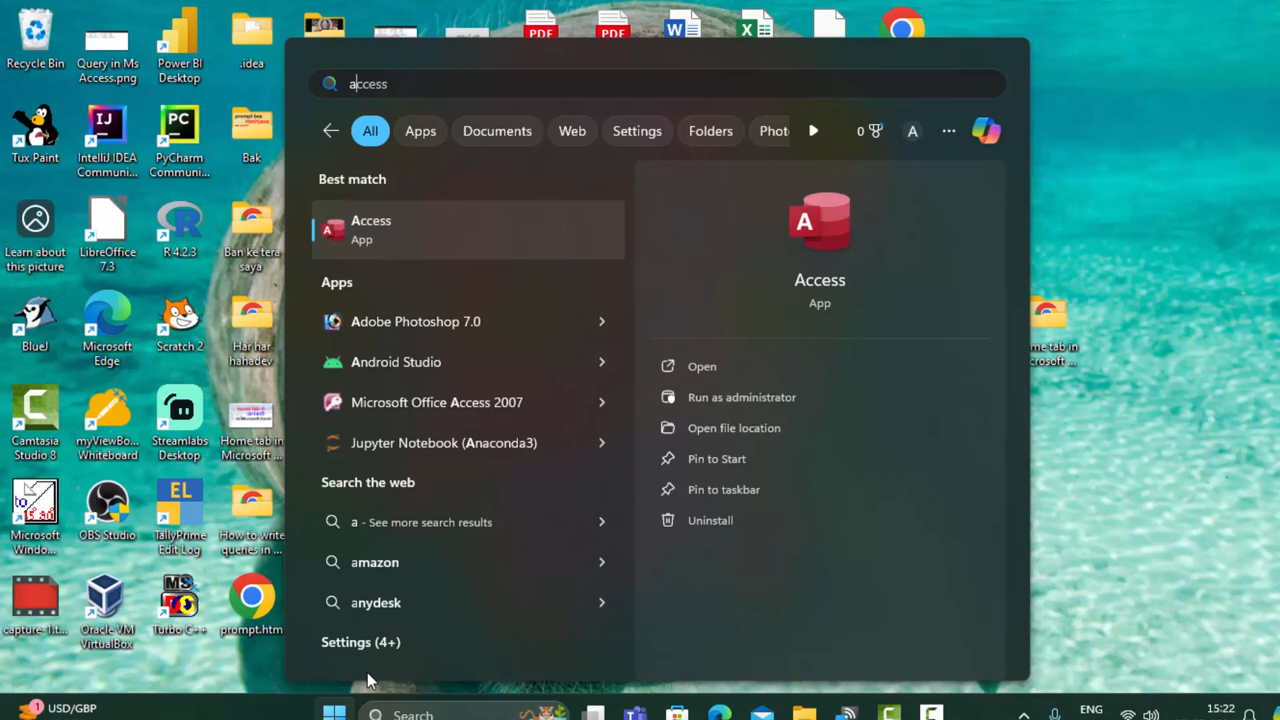 access
All
Apps
Documents
Web
Settings
Folders
Phot
0
A
Best match
Access
App
Apps
Adobe Photoshop 7.0
Android Studio
Microsoft Office Access 2007
Jupyter Notebook (Anaconda3)
Search the web
a - See more search results
amazon
anydesk
Settings (4+)
A
Access
App
Open
Run as administrator
Open file location
Pin to Start
Pin to taskbar
Uninstall
Recycle Bin
Query in Ms
Access.png
Power BI
Desktop
.idea
PDF
PDF
Tux Paint
IntelliJ IDEA
Communi...
PyCharm
Communi...
Bak
Learn about
this picture
LibreOffice
7.3
R 4.2.3
Ban ke tera
saya
BlueJ
Microsoft
Edge
Scratch 2
Har har
hahadev
me tab in
crosoft ...
Camtasia
Studio 8
myViewBo...
Whiteboard
Streamlabs
Desktop
Home tab in
Microsoft ...
Microsoft
Windo...
OBS Studio
EL
TallyPrime
Edit Log
How to write
queries in ...
capture-1.t...
Oracle VM
VirtualBox
Turbo C++
prompt.htm
1
USD/GBP
Search
ENG
15:22